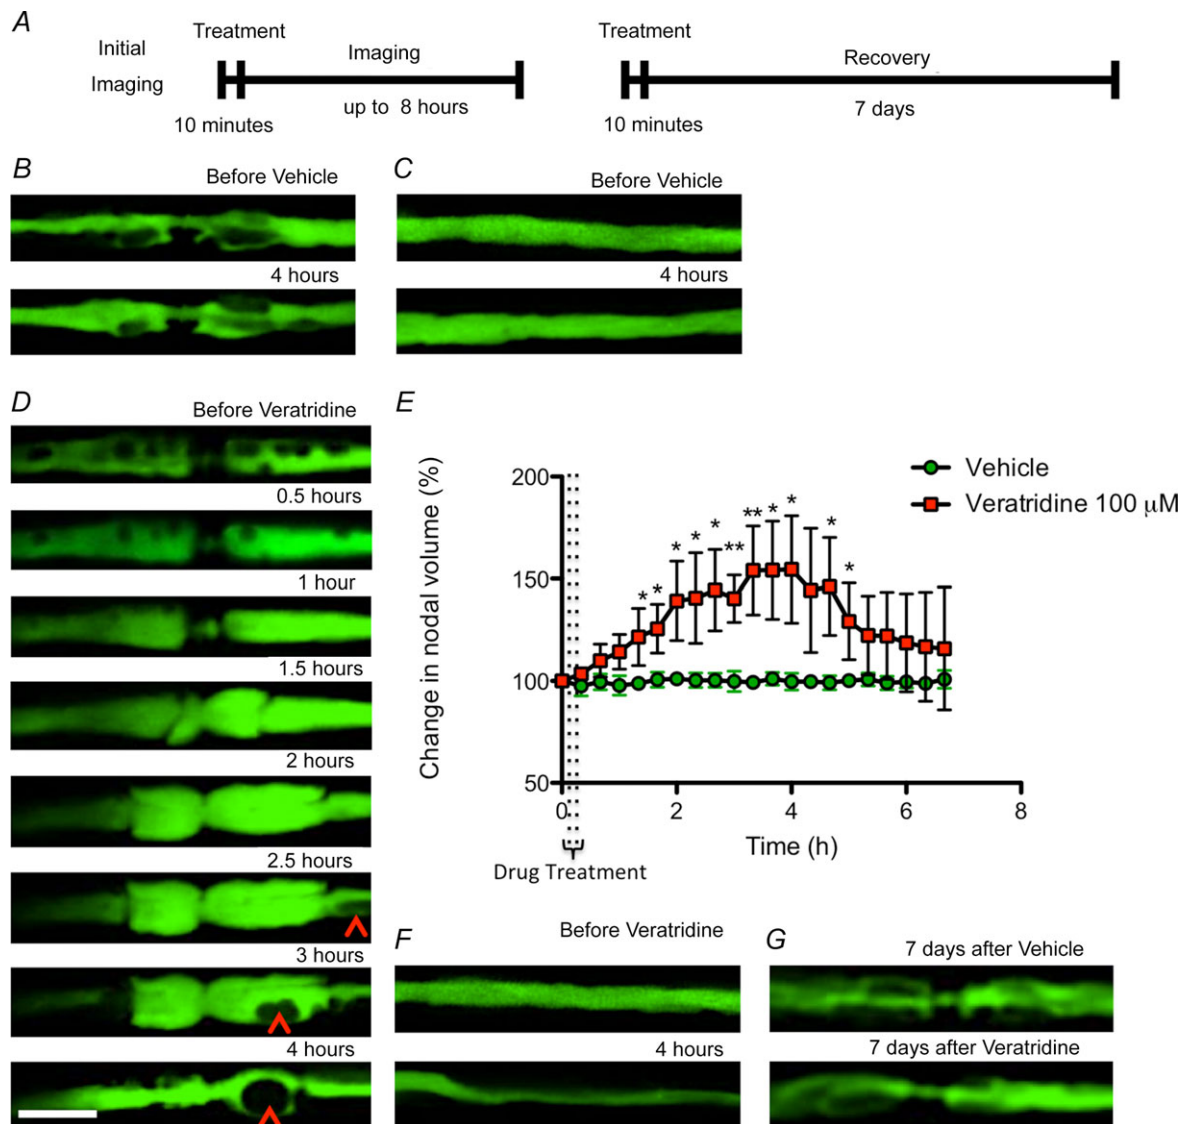 A
Initial
Imaging
Treatment
Imaging
10 minutes
up to 8 hours
Treatment
Recovery
10 minutes
7 days
B
Before Vehicle
4 hours
C
Before Vehicle
4 hours
D
Before Veratridine
0.5 hours
1 hour
1.5 hours
2 hours
2.5 hours
3 hours
4 hours
E
Change in nodal volume (%)
200
150
100
50
0
2
4
6
8
Time (h)
Drug Treatment
Vehicle
Veratridine 100 μM
* * * * * ** ** * * * *
F
Before Veratridine
4 hours
G
7 days after Vehicle
7 days after Veratridine